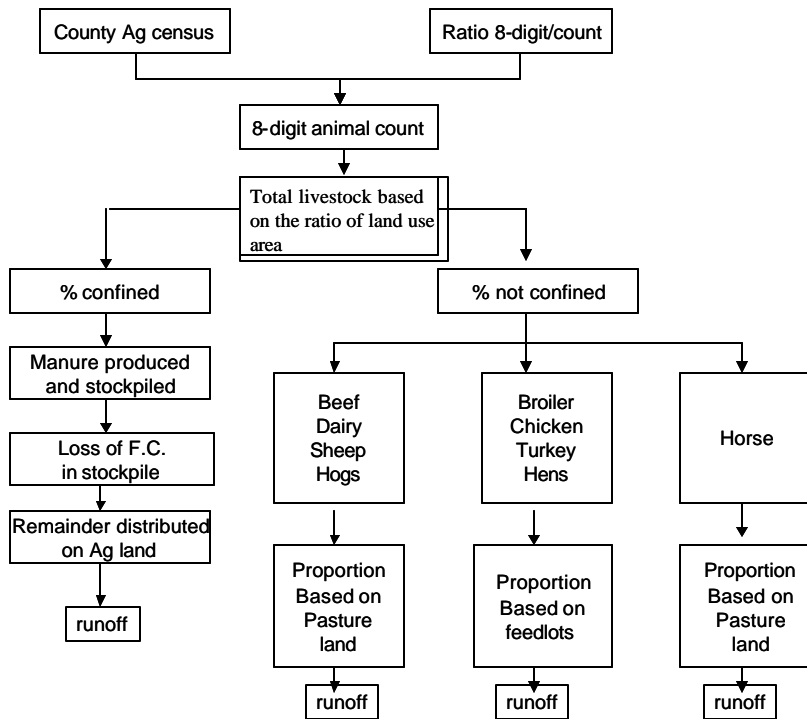 County Ag census
Ratio 8-digit/count
8-digit animal count
Total livestock based
on the ratio of land use
area
% confined
% not confined
Manure produced
and stockpiled
Loss of F.C.
in stockpile
Remainder distributed
on Ag land
runoff
Beef
Dairy
Sheep
Hogs
Broiler
Chicken
Turkey
Hens
Horse
Proportion
Based on
Pasture
land
Proportion
Based on
feedlots
Proportion
Based on
Pasture
land
runoff
runoff
runoff